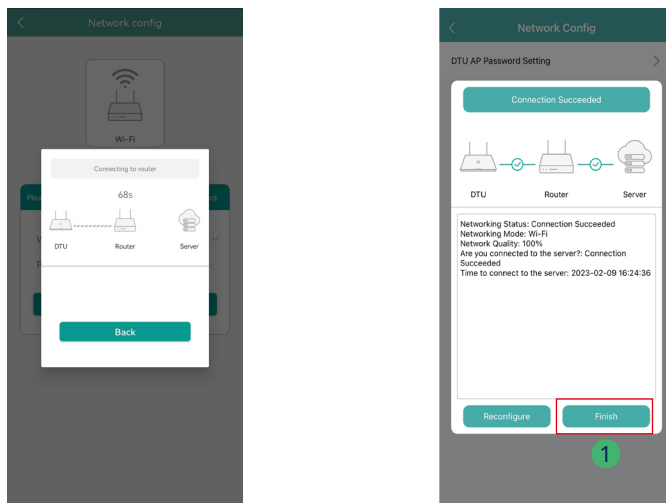 Network config
Wi-Fi
Connecting to router
68s
DTU Router Server
Back
Network Config
DTU AP Password Setting
Connection Succeeded
DTU Router Server
Networking Status: Connection Succeeded
Networking Mode: Wi-Fi
Network Quality: 100%
Are you connected to the server?: Connection
Succeeded
Time to connect to the server: 2023-02-09 16:24:36
Reconfigure Finish
1